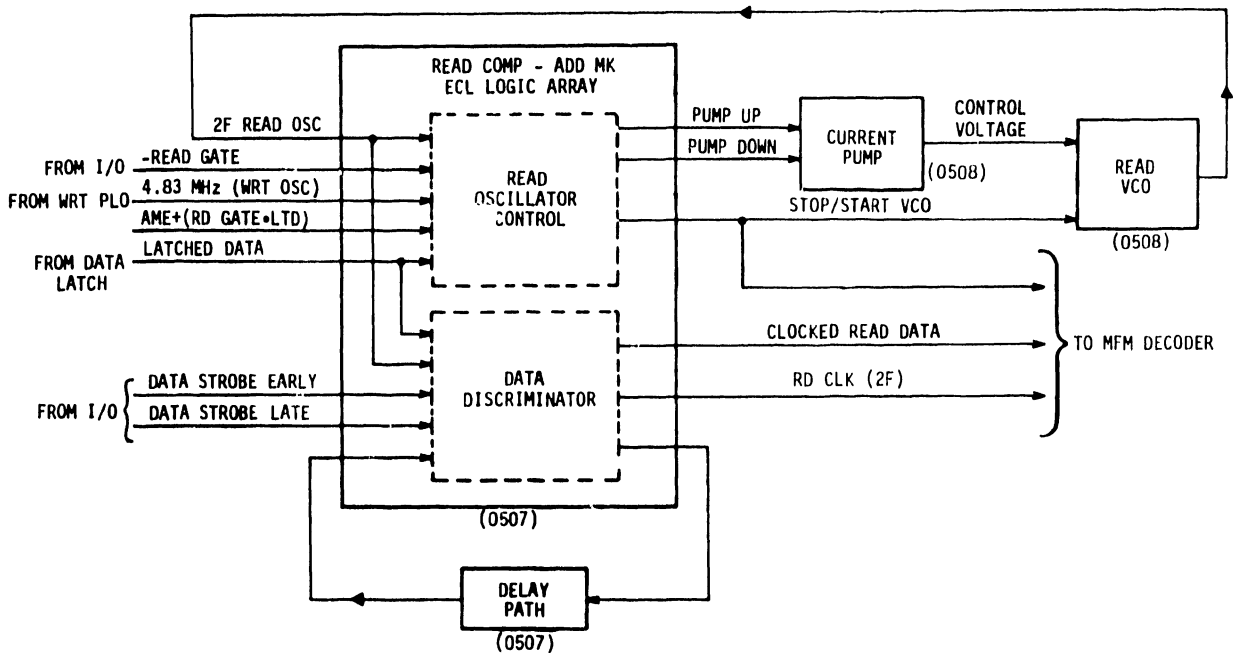 READ COMP - ADD MK
ECL LOGIC ARRAY
2F READ OSC
FROM I/O
-READ GATE
FROM WRT PLO
4.83 MHz (WRT OSC)
AME+(RD GATE•LTD)
LATCHED DATA
FROM DATA
LATCH
READ
OSCILLATOR
CONTROL
PUMP UP
PUMP DOWN
CURRENT
PUMP
(0508)
CONTROL
VOLTAGE
READ
VCO
(0508)
STOP/START VCO
FROM I/O
DATA STROBE EARLY
DATA STROBE LATE
DATA
DISCRIMINATOR
CLOCKED READ DATA
RD CLK (2F)
TO MFM DECODER
(0507)
DELAY
PATH
(0507)